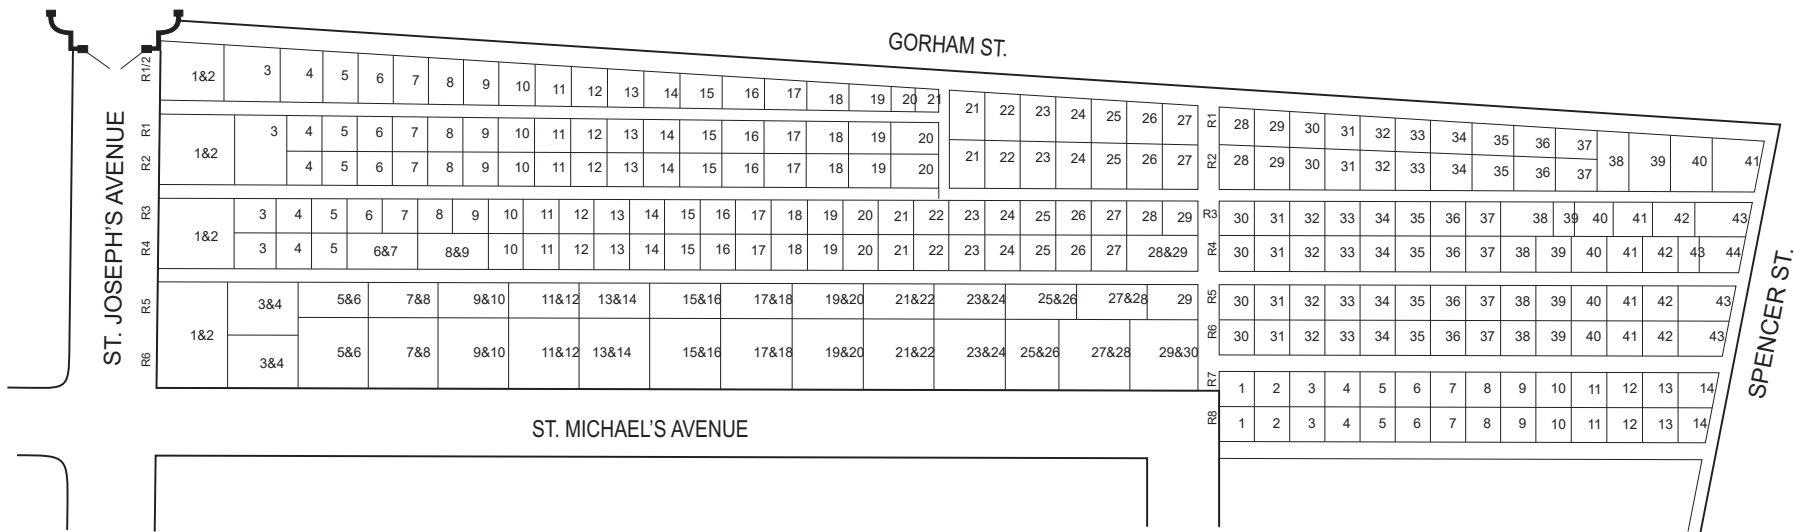 GORHAM ST.
ST. JOSEPH'S AVENUE
R1/2 1&2 3 4 5 6 7 8 9 10 11 12 13 14 15 16 17 18 19 20 21
21 22 23 24 25 26 27
R1 28 29 30 31 32 33 34 35 36 37
R1 1&2 3 4 5 6 7 8 9 10 11 12 13 14 15 16 17 18 19 20
38 39 40 41
R2 4 5 6 7 8 9 10 11 12 13 14 15 16 17 18 19 20
21 22 23 24 25 26 27
R2 28 29 30 31 32 33 34 35 36 37
R3 1&2 3 4 5 6 7 8 9 10 11 12 13 14 15 16 17 18 19 20 21 22 23 24 25 26 27 28 29
R3 30 31 32 33 34 35 36 37 38 39 40 41 42 43
R4 3 4 5 6&7 8&9 10 11 12 13 14 15 16 17 18 19 20 21 22 23 24 25 26 27 28&29
R4 30 31 32 33 34 35 36 37 38 39 40 41 42 43 44
SPENCER ST.
R5 1&2 3&4 5&6 7&8 9&10 11&12 13&14 15&16 17&18 19&20 21&22 23&24 25&26 27&28 29
R5 30 31 32 33 34 35 36 37 38 39 40 41 42 43
R6 3&4 5&6 7&8 9&10 11&12 13&14 15&16 17&18 19&20 21&22 23&24 25&26 27&28 29&30
R6 30 31 32 33 34 35 36 37 38 39 40 41 42 43
R7 1 2 3 4 5 6 7 8 9 10 11 12 13 14
R8 1 2 3 4 5 6 7 8 9 10 11 12 13 14
ST. MICHAEL'S AVENUE